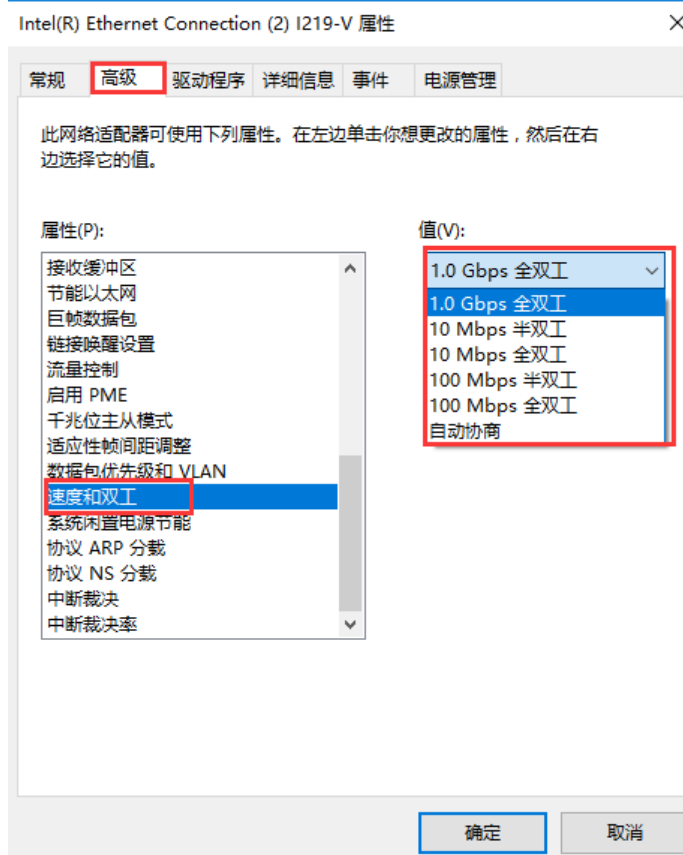 Intel(R) Ethernet Connection (2) I219-V 属性
常规 高级 驱动程序 详细信息 事件 电源管理
此网络适配器可使用下列属性。在左边单击你想更改的属性，然后在右
边选择它的值。
属性(P):
接收缓冲区
节能以太网
巨帧数据包
链接唤醒设置
流量控制
启用 PME
千兆位主从模式
适应性帧间距调整
数据包优先级和 VLAN
速度和双工
系统闲置电源节能
协议 ARP 分载
协议 NS 分载
中断裁决
中断裁决率
值(V):
1.0 Gbps 全双工
1.0 Gbps 全双工
10 Mbps 半双工
10 Mbps 全双工
100 Mbps 半双工
100 Mbps 全双工
自动协商
确定
取消